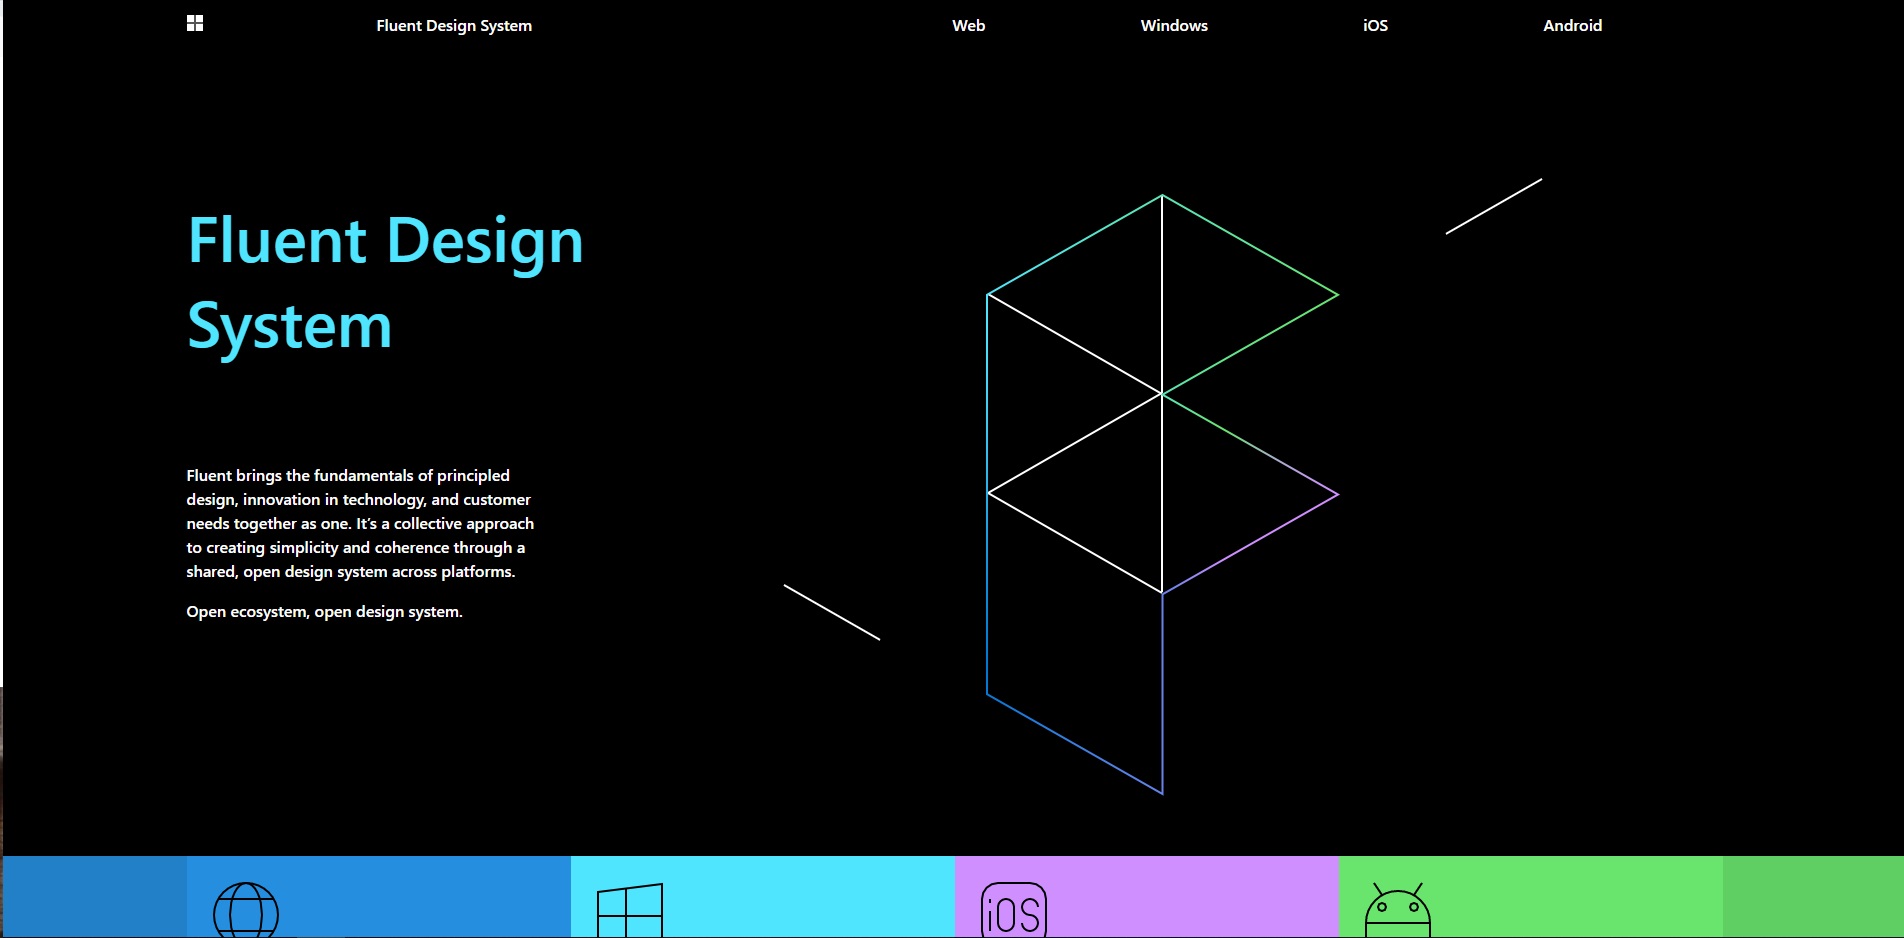 Fluent Design System
Web
Windows
iOS
Android
Fluent Design
System
Fluent brings the fundamentals of principled
design, innovation in technology, and customer
needs together as one. It's a collective approach
to creating simplicity and coherence through a
shared, open design system across platforms.
Open ecosystem, open design system.
iOS